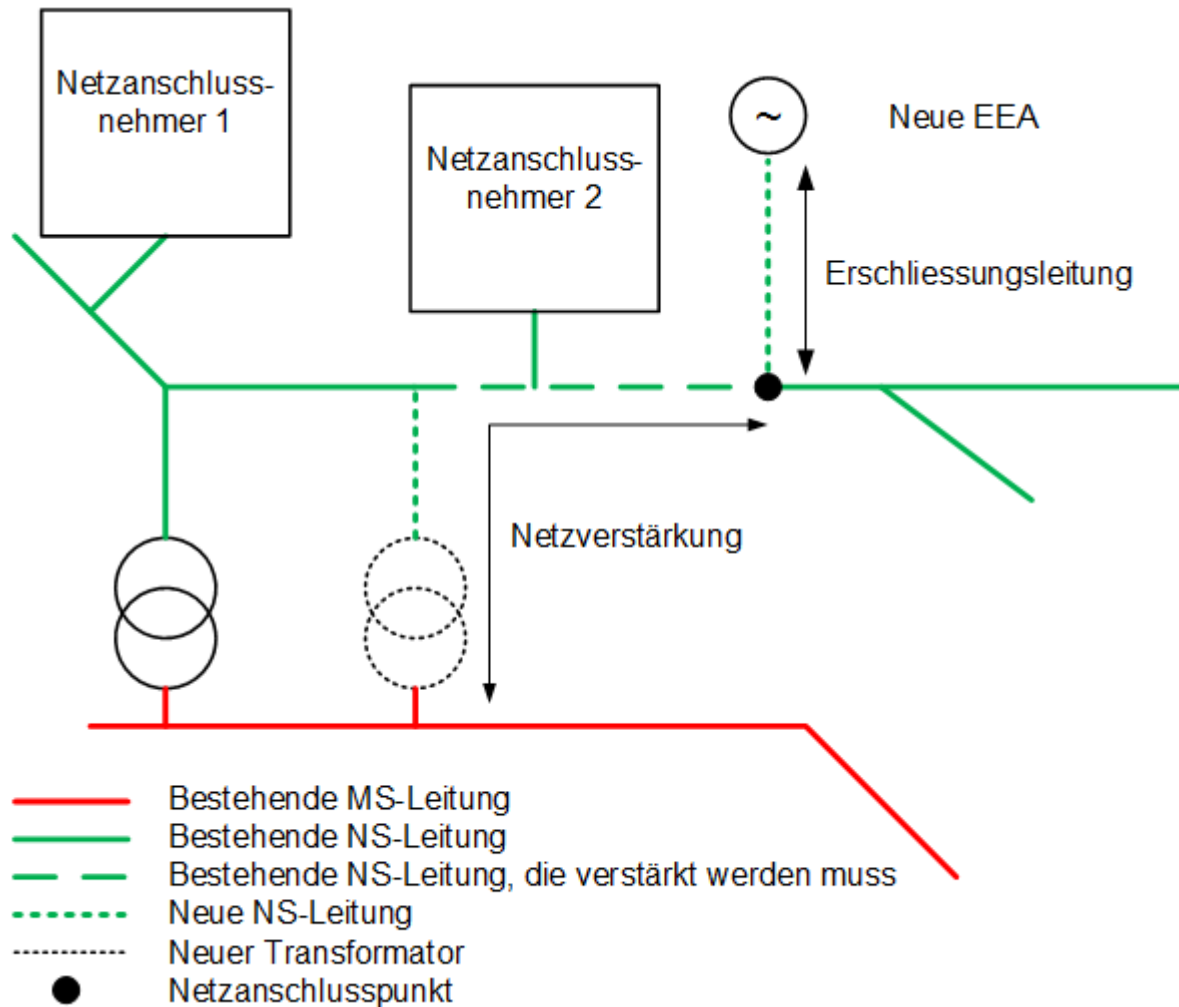 Netzanschluss-
nehmer 1
Netzanschluss-
nehmer 2
~
Neue EEA
Erschliessungsleitung
Netzverstärkung
Bestehende MS-Leitung
Bestehende NS-Leitung
Bestehende NS-Leitung, die verstärkt werden muss
Neue NS-Leitung
Neuer Transformator
Netzanschlusspunkt